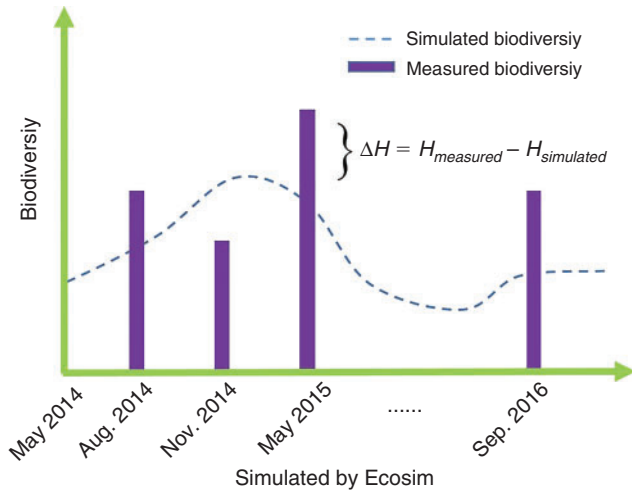 Simulated biodiversiy
Measured biodiversiy
ΔH = Hmeasured – Hsimulated
Biodiversiy
May 2014
Aug. 2014
Nov. 2014
May 2015
......
Sep. 2016
Simulated by Ecosim